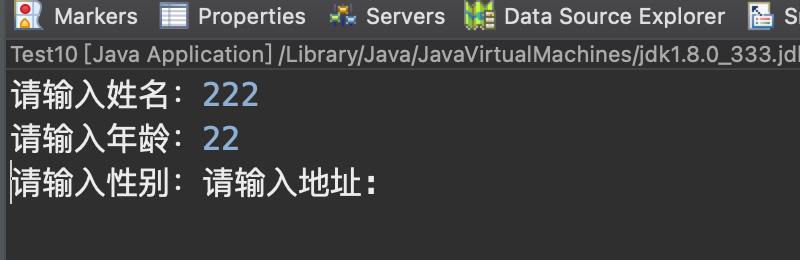 Markers Properties Servers Data Source Explorer
Test10 [Java Application] /Library/Java/JavaVirtualMachines/jdk1.8.0_333.jd
请输入姓名：222
请输入年龄：22
请输入性别：请输入地址：